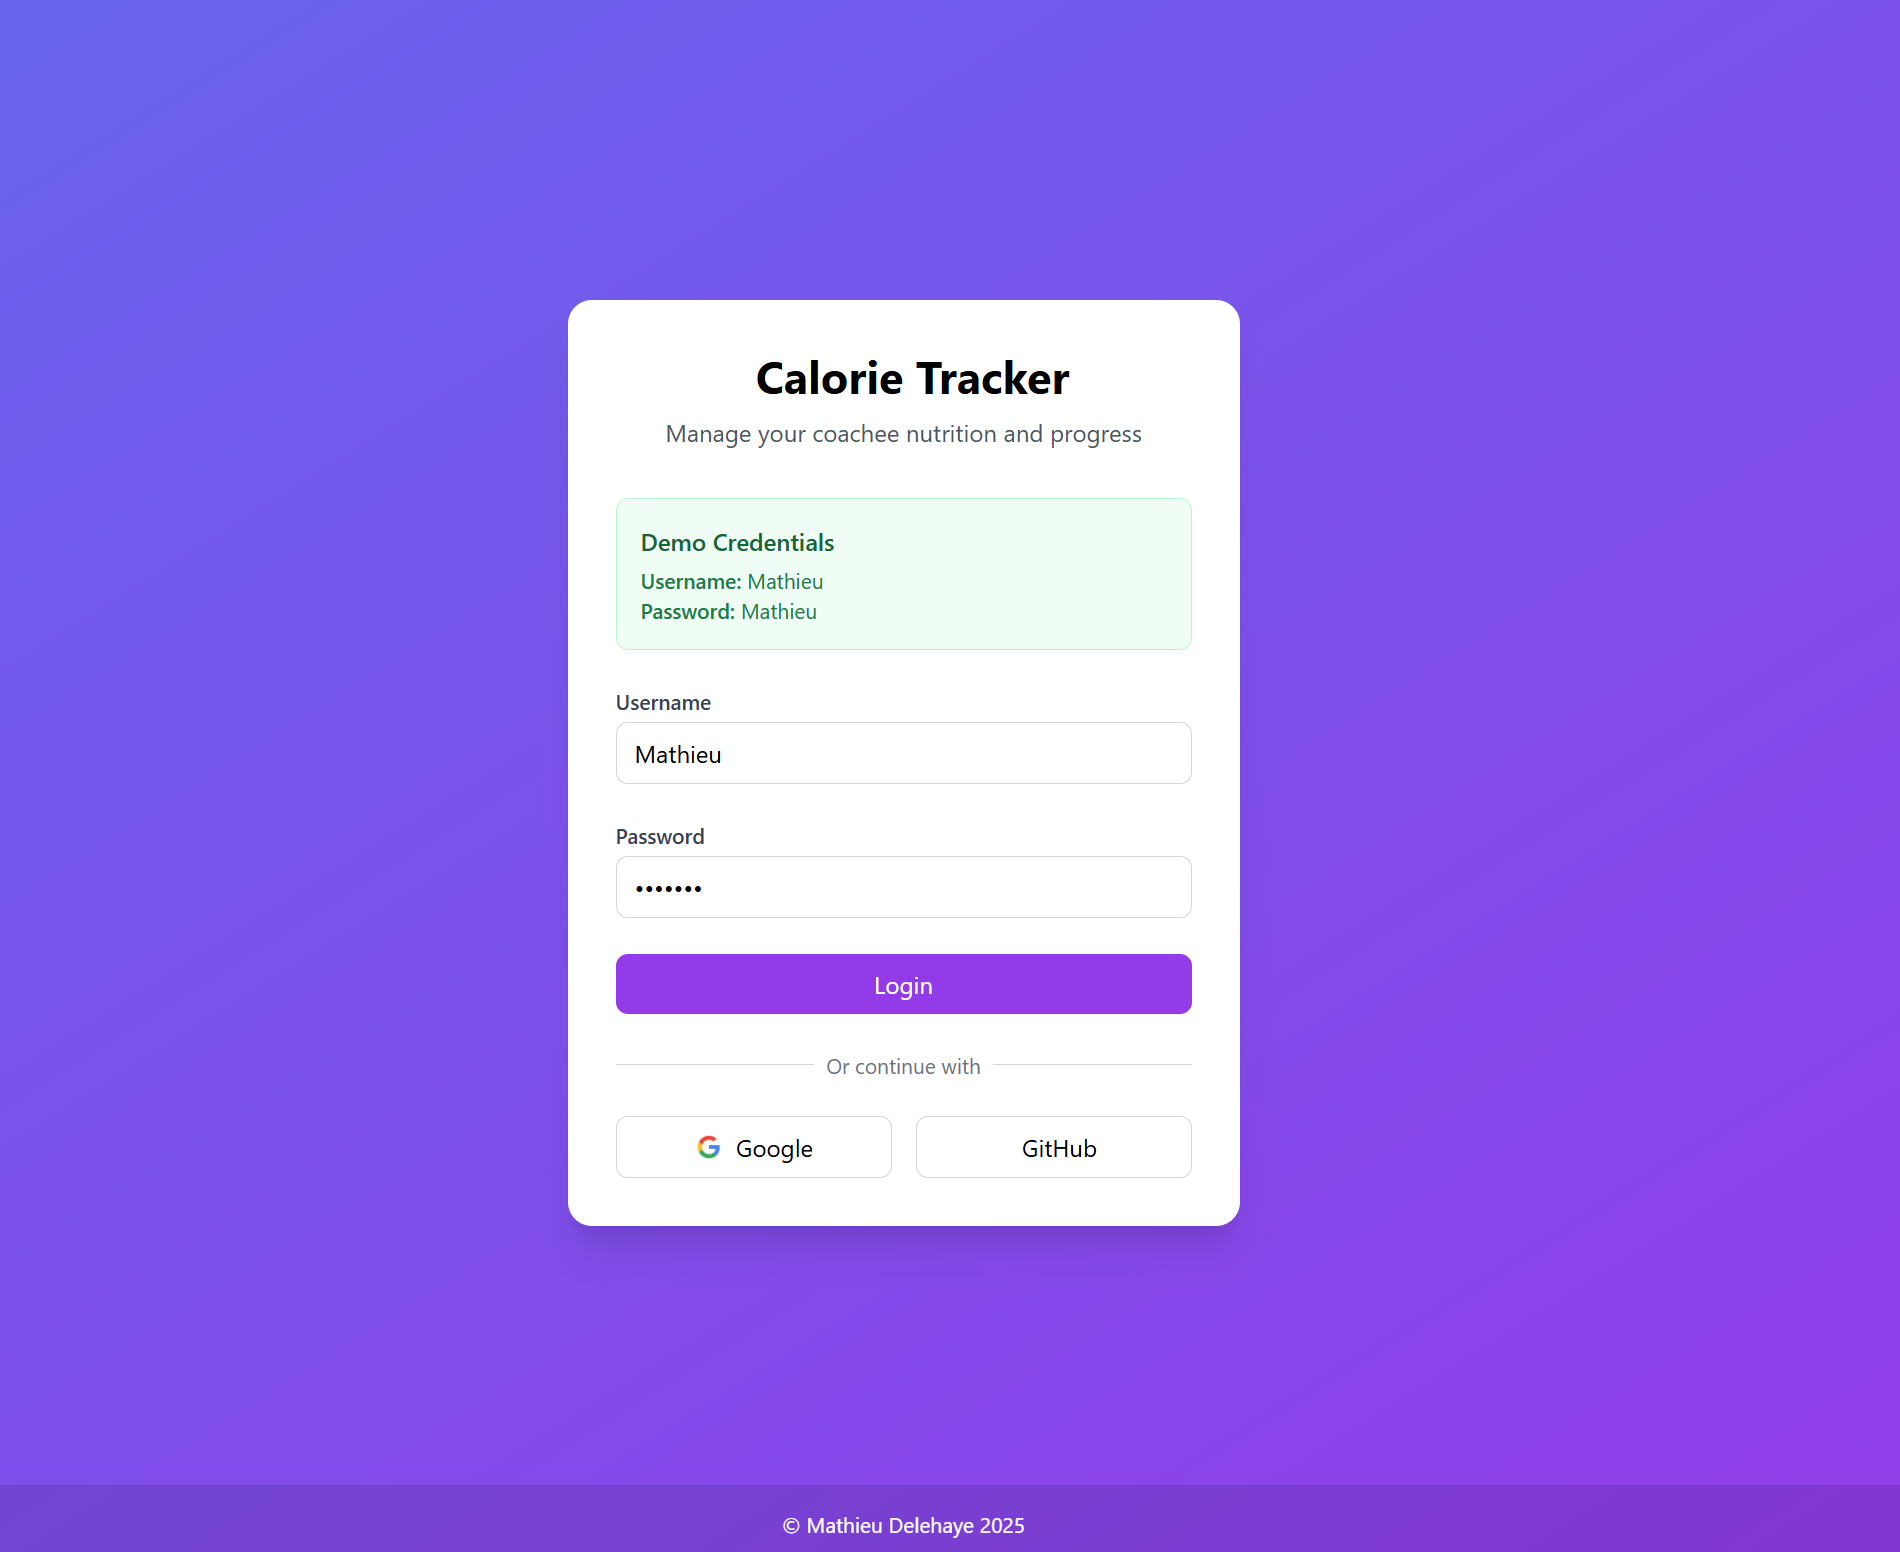 Calorie Tracker
Manage your coachee nutrition and progress
Demo Credentials
Username: Mathieu
Password: Mathieu
Username
Mathieu
Password
•••••••
Login
Or continue with
Google
GitHub
© Mathieu Delehaye 2025